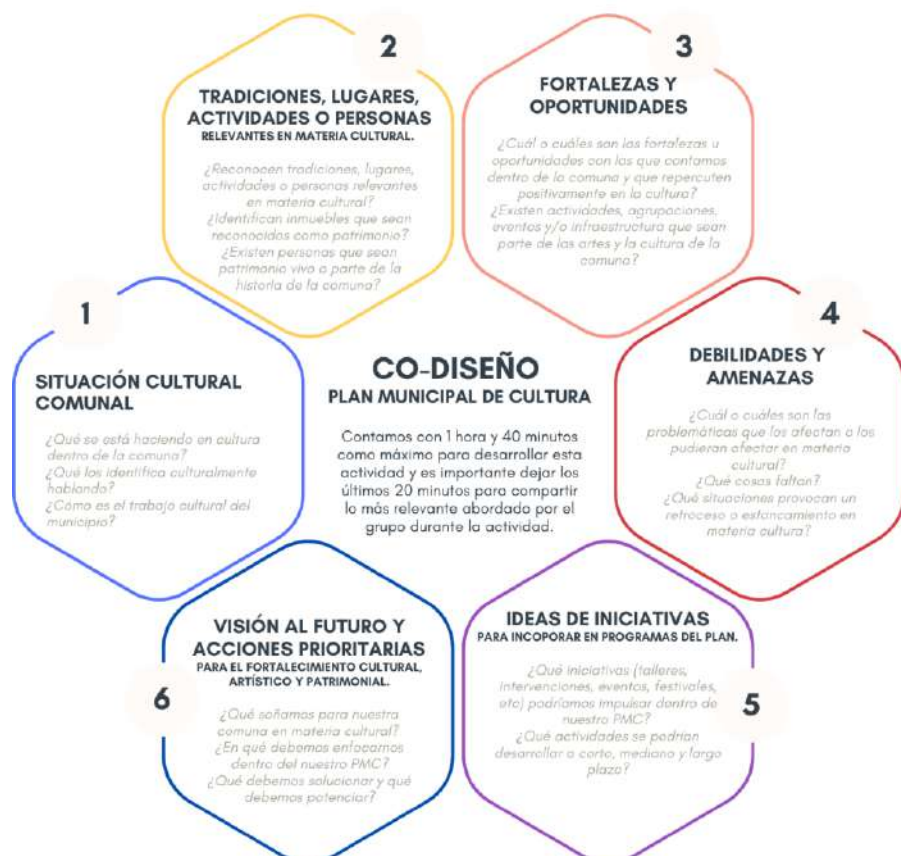 CO-DISEÑO
PLAN MUNICIPAL DE CULTURA
Contamos con 1 hora y 40 minutos
como máximo para desarrollar esta
actividad y es importante dejar los
últimos 20 minutos para compartir
lo más relevante abordado por el
grupo durante la actividad.
1
SITUACIÓN CULTURAL
COMUNAL
¿Qué se está haciendo en cultura
dentro de la comuna?
¿Qué los identifica culturalmente
hablando?
¿Cómo es el trabajo cultural del
municipio?
2
TRADICIONES, LUGARES,
ACTIVIDADES O PERSONAS
RELEVANTES EN MATERIA CULTURAL.
¿Reconocen tradiciones, lugares,
actividades o personas relevantes
en materia cultural?
¿Identifican inmuebles que sean
reconocidos como patrimonio?
¿Existen personas que sean
patrimonio vivo o parte de la
historia de la comuna?
3
FORTALEZAS Y
OPORTUNIDADES
¿Cuál o cuáles son las fortalezas u
oportunidades con las que contamos
dentro de la comuna y que repercuten
positivamente en la cultura?
¿Existen actividades, agrupaciones,
eventos y/o infraestructura que sean
parte de las artes y la cultura de la
comuna?
4
DEBILIDADES Y
AMENAZAS
¿Cuál o cuáles son las
problemáticas que los afectan o los
pudieran afectar en materia
cultural?
¿Qué cosas faltan?
¿Qué situaciones provocan un
retroceso o estancamiento en
materia cultura?
5
IDEAS DE INICIATIVAS
PARA INCOPORAR EN PROGRAMAS DEL PLAN.
¿Qué iniciativas (talleres,
intervenciones, eventos, festivales,
etc) podríamos impulsar dentro de
nuestro PMC?
¿Qué actividades se podrían
desarrollar a corto, mediano y largo
plazo?
6
VISIÓN AL FUTURO Y
ACCIONES PRIORITARIAS
PARA EL FORTALECIMIENTO CULTURAL,
ARTÍSTICO Y PATRIMONIAL.
¿Qué soñamos para nuestra
comuna en materia cultural?
¿En qué debemos enfocarnos
dentro del nuestro PMC?
¿Qué debemos solucionar y qué
debemos potenciar?